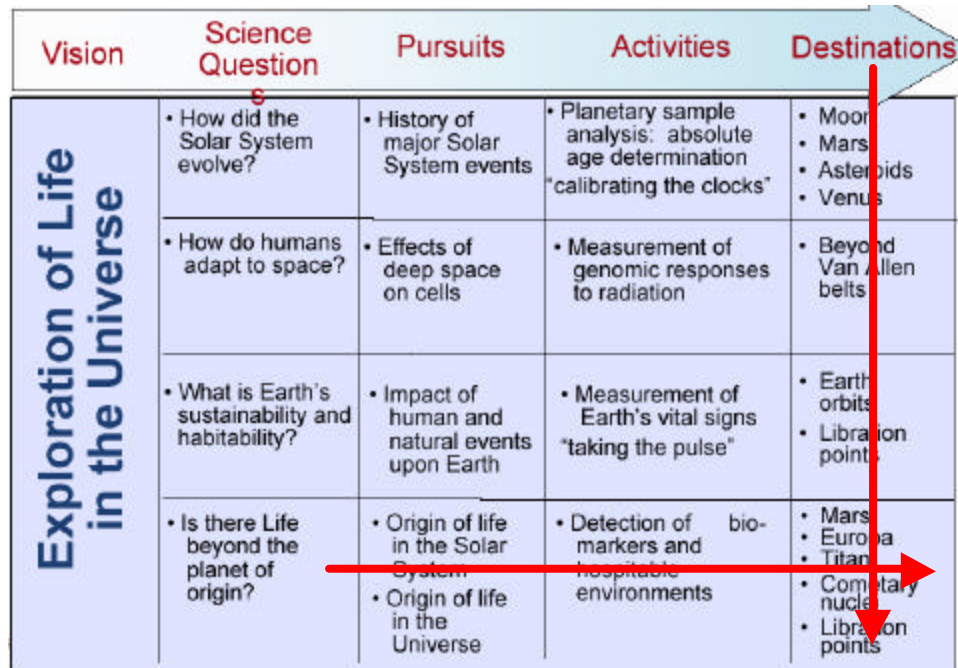 Vision
Science
Question
s
Pursuits
Activities
Destinations
Exploration of Life
in the Universe
• How did the
Solar System
evolve?
• History of
major Solar
System events
• Planetary sample
analysis: absolute
age determination
"calibrating the clocks"
• Moon
• Mars
• Asteroids
• Venus
• How do humans
adapt to space?
• Effects of
deep space
on cells
• Measurement of
genomic responses
to radiation
• Beyond
Van Allen
belts
• What is Earth's
sustainability and
habitability?
• Impact of
human and
natural events
upon Earth
• Measurement of
Earth's vital signs
"taking the pulse"
• Earth
orbits
• Libration
points
• Is there Life
beyond the
planet of
origin?
• Origin of life
in the Solar
System
• Origin of life
in the
Universe
• Detection of bio-
markers and
hospitable
environments
• Mars
• Europa
• Titan
• Cometary
nuclei
• Libration
points